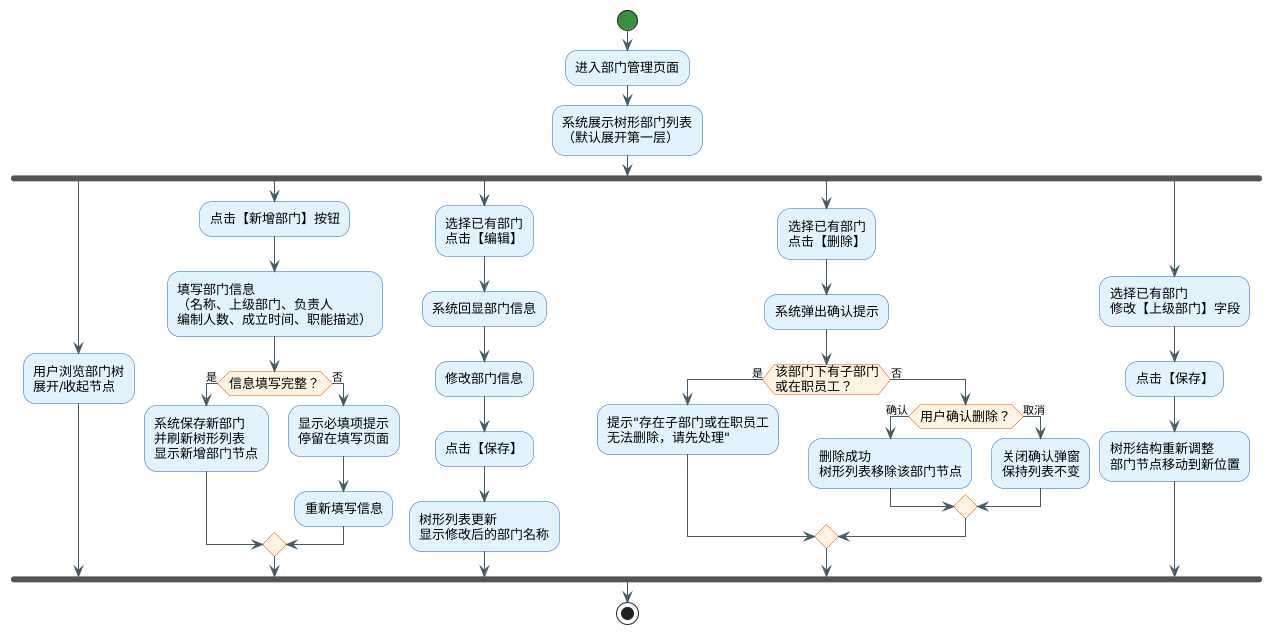 进入部门管理页面
系统展示树形部门列表
（默认展开第一层）
用户浏览部门树
展开/收起节点
点击【新增部门】按钮
填写部门信息
（名称、上级部门、负责人
编制人数、成立时间、职能描述）
信息填写完整？
是
否
系统保存新部门
并刷新树形列表
显示新增部门节点
显示必填项提示
停留在填写页面
重新填写信息
选择已有部门
点击【编辑】
系统回显部门信息
修改部门信息
点击【保存】
树形列表更新
显示修改后的部门名称
选择已有部门
点击【删除】
系统弹出确认提示
该部门下有子部门
或在职员工？
是
否
提示"存在子部门或在职员工
无法删除，请先处理"
用户确认删除？
确认
取消
删除成功
树形列表移除该部门节点
关闭确认弹窗
保持列表不变
选择已有部门
修改【上级部门】字段
点击【保存】
树形结构重新调整
部门节点移动到新位置